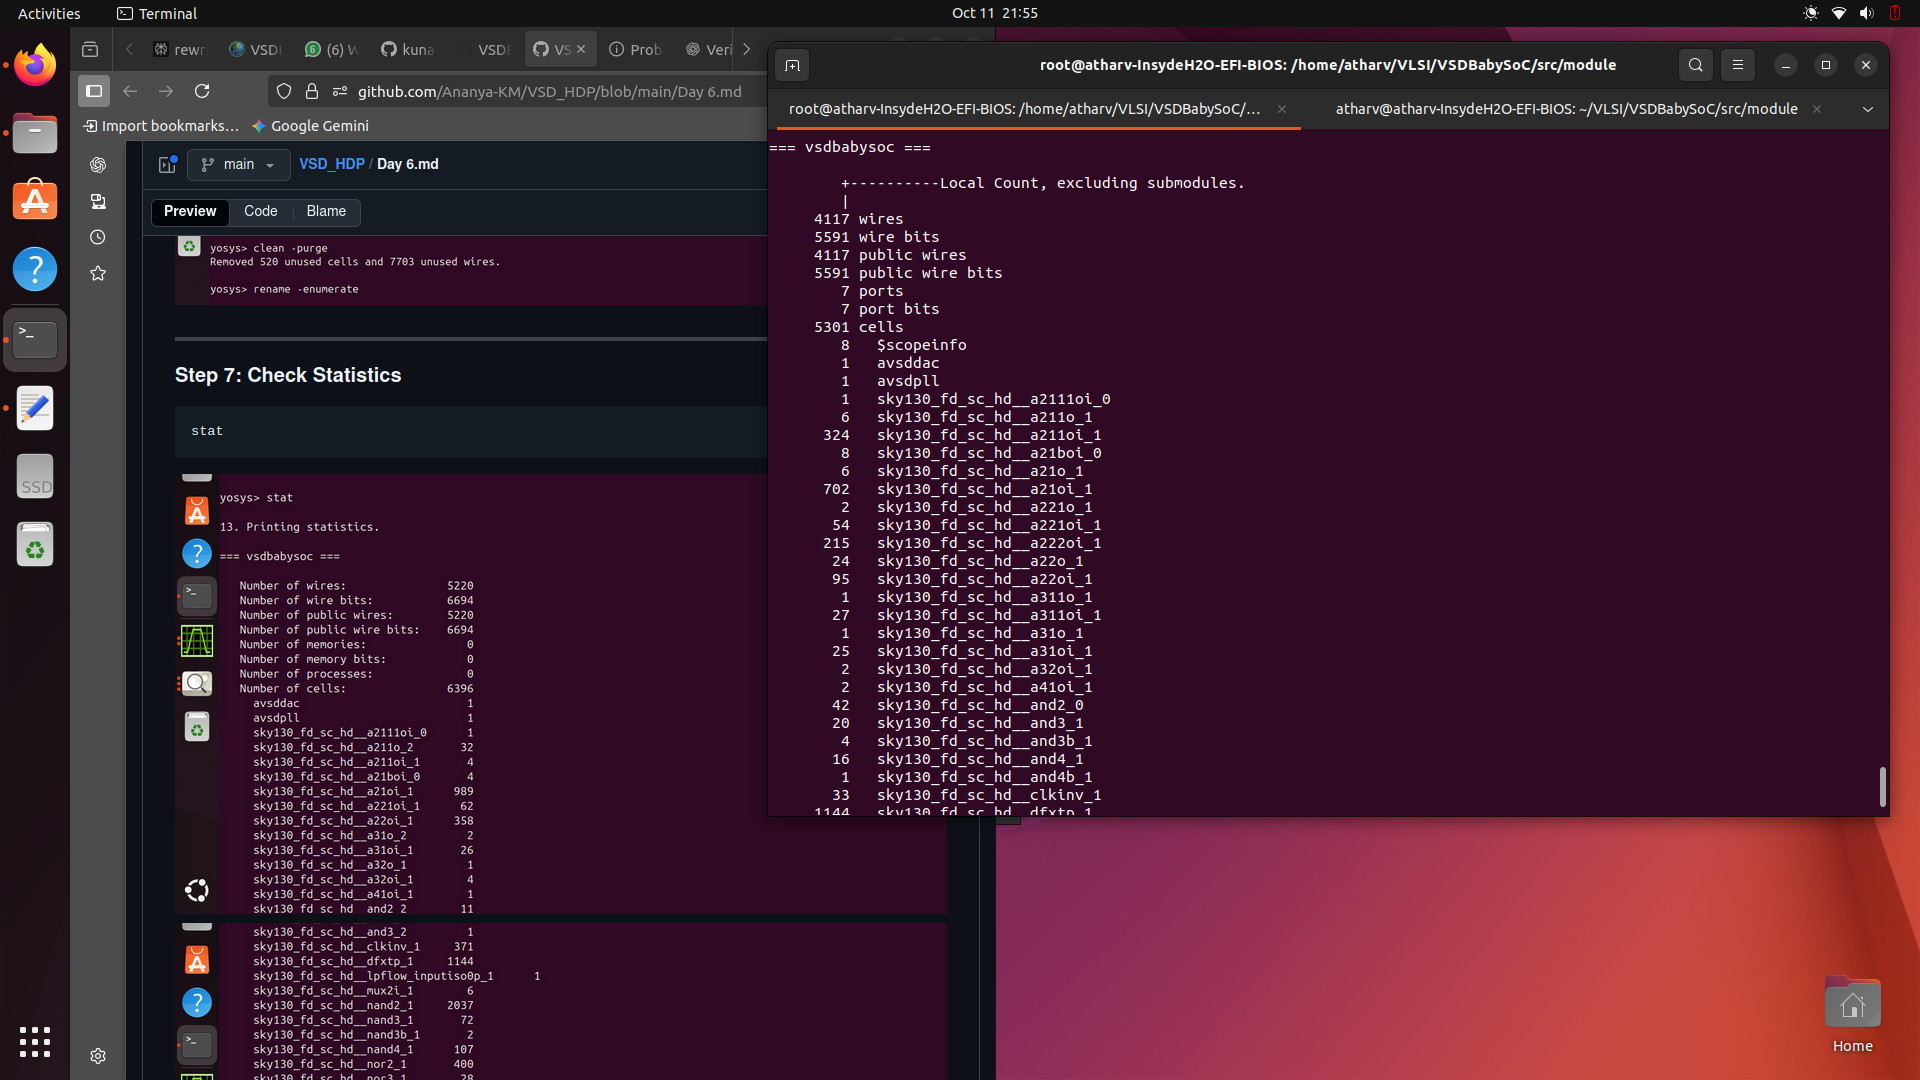 Activities
Terminal
Oct 11 21:55
rewr
VSDI
(6) W
kuna
VSDE
VS
Prob
Veri
github.com/Ananya-KM/VSD_HDP/blob/main/Day 6.md
Import bookmarks…
Google Gemini
main
VSD_HDP / Day 6.md
Preview
Code
Blame
yosys> clean -purge
Removed 520 unused cells and 7703 unused wires.
yosys> rename -enumerate
Step 7: Check Statistics
stat
yosys> stat
13. Printing statistics.
=== vsdbabysoc ===
Number of wires: 5220
Number of wire bits: 6694
Number of public wires: 5220
Number of public wire bits: 6694
Number of memories: 0
Number of memory bits: 0
Number of processes: 0
Number of cells: 6396
avsddac 1
avsdpll 1
sky130_fd_sc_hd__a2111oi_0 1
sky130_fd_sc_hd__a211o_2 32
sky130_fd_sc_hd__a211oi_1 4
sky130_fd_sc_hd__a21boi_0 4
sky130_fd_sc_hd__a21oi_1 989
sky130_fd_sc_hd__a221oi_1 62
sky130_fd_sc_hd__a22oi_1 358
sky130_fd_sc_hd__a31o_2 2
sky130_fd_sc_hd__a31oi_1 26
sky130_fd_sc_hd__a32o_1 1
sky130_fd_sc_hd__a32oi_1 4
sky130_fd_sc_hd__a41oi_1 1
sky130_fd_sc_hd__and2_2 11
sky130_fd_sc_hd__and3_2 1
sky130_fd_sc_hd__clkinv_1 371
sky130_fd_sc_hd__dfxtp_1 1144
sky130_fd_sc_hd__lpflow_inputiso0p_1 1
sky130_fd_sc_hd__mux2i_1 6
sky130_fd_sc_hd__nand2_1 2037
sky130_fd_sc_hd__nand3_1 72
sky130_fd_sc_hd__nand3b_1 2
sky130_fd_sc_hd__nand4_1 107
sky130_fd_sc_hd__nor2_1 400
sky130_fd_sc_hd__nor3_1 28
root@atharv-InsydeH2O-EFI-BIOS: /home/atharv/VLSI/VSDBabySoC/src/module
root@atharv-InsydeH2O-EFI-BIOS: /home/atharv/VLSI/VSDBabySoC/…
atharv@atharv-InsydeH2O-EFI-BIOS: ~/VLSI/VSDBabySoC/src/module
=== vsdbabysoc ===
+----------Local Count, excluding submodules.
|
4117 wires
5591 wire bits
4117 public wires
5591 public wire bits
7 ports
7 port bits
5301 cells
8 $scopeinfo
1 avsddac
1 avsdpll
1 sky130_fd_sc_hd__a2111oi_0
6 sky130_fd_sc_hd__a211o_1
324 sky130_fd_sc_hd__a211oi_1
8 sky130_fd_sc_hd__a21boi_0
6 sky130_fd_sc_hd__a21o_1
702 sky130_fd_sc_hd__a21oi_1
2 sky130_fd_sc_hd__a221o_1
54 sky130_fd_sc_hd__a221oi_1
215 sky130_fd_sc_hd__a222oi_1
24 sky130_fd_sc_hd__a22o_1
95 sky130_fd_sc_hd__a22oi_1
1 sky130_fd_sc_hd__a311o_1
27 sky130_fd_sc_hd__a311oi_1
1 sky130_fd_sc_hd__a31o_1
25 sky130_fd_sc_hd__a31oi_1
2 sky130_fd_sc_hd__a32oi_1
2 sky130_fd_sc_hd__a41oi_1
42 sky130_fd_sc_hd__and2_0
20 sky130_fd_sc_hd__and3_1
4 sky130_fd_sc_hd__and3b_1
16 sky130_fd_sc_hd__and4_1
1 sky130_fd_sc_hd__and4b_1
33 sky130_fd_sc_hd__clkinv_1
1144 sky130_fd_sc_hd__dfxtp_1
SSD
Home